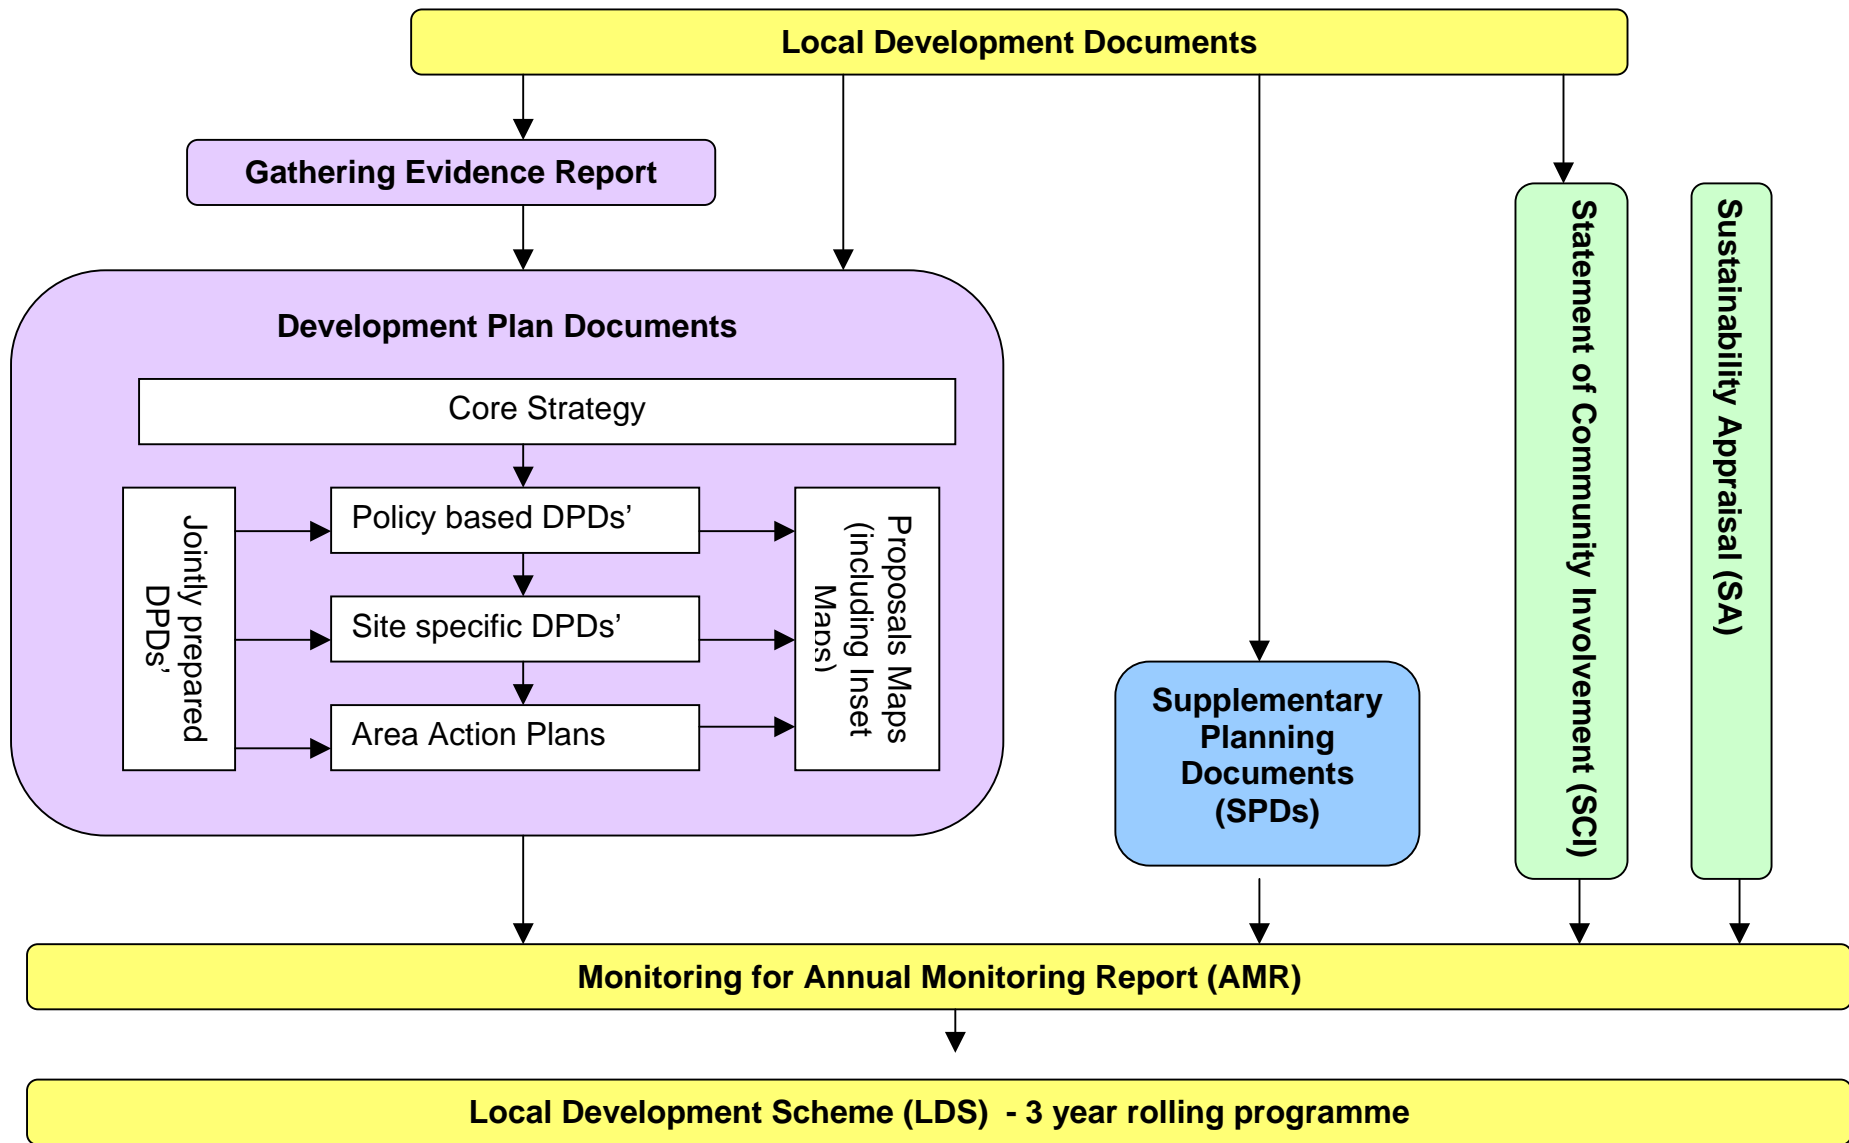 Local Development Documents
Gathering Evidence Report
Development Plan Documents
Core Strategy
Jointly prepared
DPDs’
Policy based DPDs’
Site specific DPDs’
Area Action Plans
Proposals Maps
(including Inset
Maps)
Supplementary
Planning
Documents
(SPDs)
Statement of Community Involvement (SCI)
Sustainability Appraisal (SA)
Monitoring for Annual Monitoring Report (AMR)
Local Development Scheme (LDS)  - 3 year rolling programme